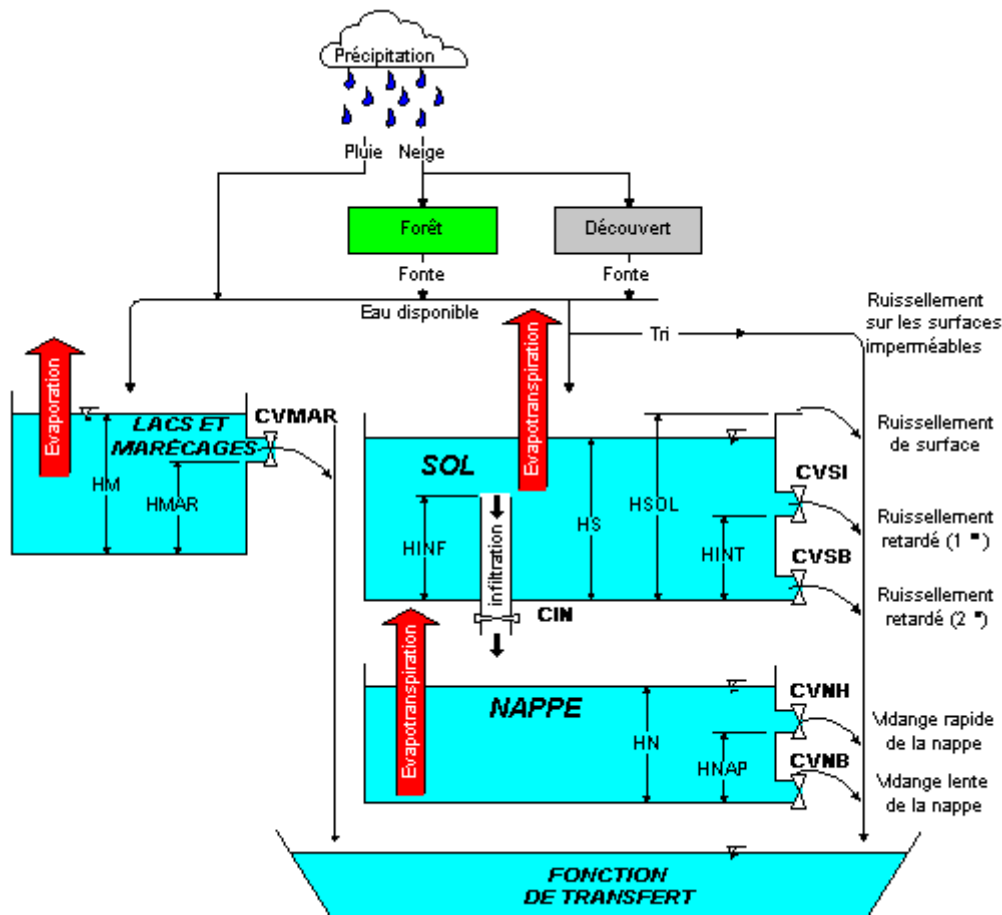 Précipitation
Pluie
Neige
Forêt
Découvert
Fonte
Fonte
Eau disponible
Tri
Ruissellement
sur les surfaces
imperméables
Evaporation
LACS ET
MARÉCAGES
CVMAR
HM
HMAR
Evapotranspiration
SOL
HINF
infiltration
HS
HSOL
HINT
CVSI
CVSB
CIN
Ruissellement
de surface
Ruissellement
retardé (1 )
Ruissellement
retardé (2 )
Evapotranspiration
NAPPE
HN
HNAP
CVNH
CVNB
Vidange rapide
de la nappe
Vidange lente
de la nappe
FONCTION
DE TRANSFERT